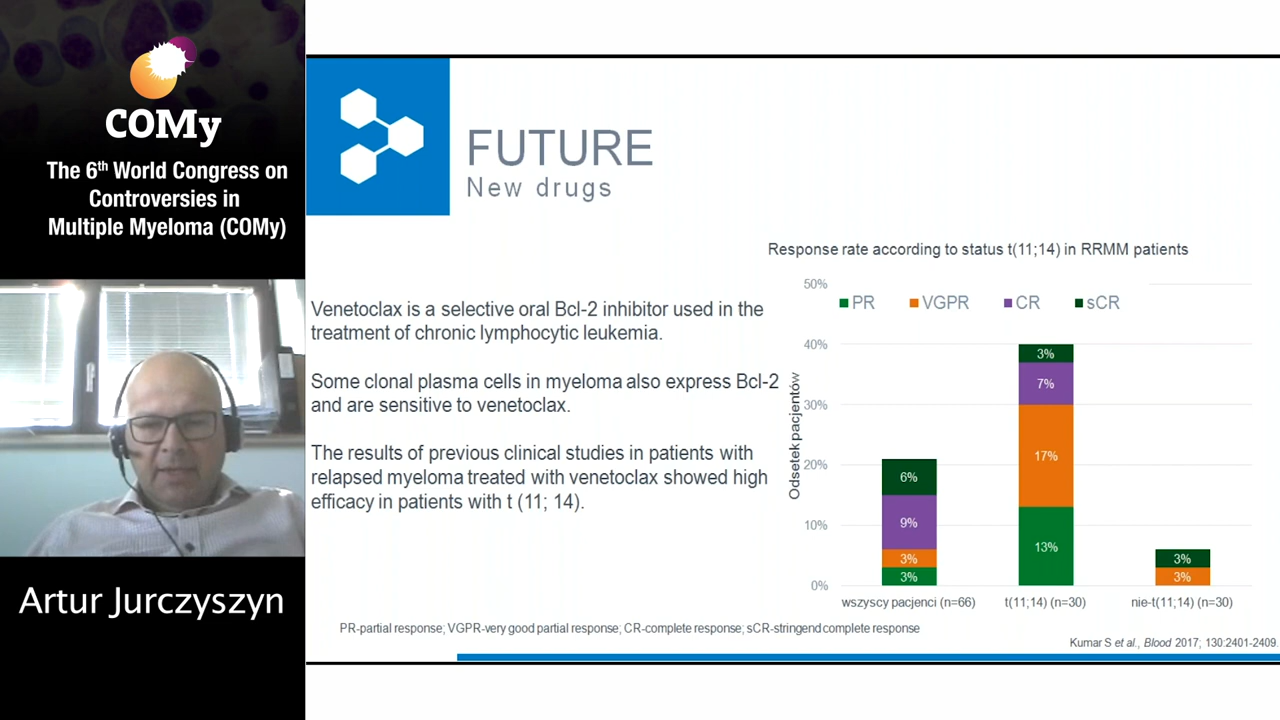 COMy
The 6th World Congress on
Controversies in
Multiple Myeloma (COMy)
Artur Jurczyszyn
FUTURE
New drugs
Venetoclax is a selective oral Bcl-2 inhibitor used in the
treatment of chronic lymphocytic leukemia.
Some clonal plasma cells in myeloma also express Bcl-2
and are sensitive to venetoclax.
The results of previous clinical studies in patients with
relapsed myeloma treated with venetoclax showed high
efficacy in patients with t (11; 14).
Response rate according to status t(11;14) in RRMM patients
PR VGPR CR sCR
Odsetek pacjentów
50%
40%
30%
20%
10%
0%
6%
9%
3%
3%
3%
7%
17%
13%
3%
3%
wszyscy pacjenci (n=66) t(11;14) (n=30) nie-t(11;14) (n=30)
PR-partial response; VGPR-very good partial response; CR-complete response; sCR-stringend complete response
Kumar S et al., Blood 2017; 130:2401-2409.